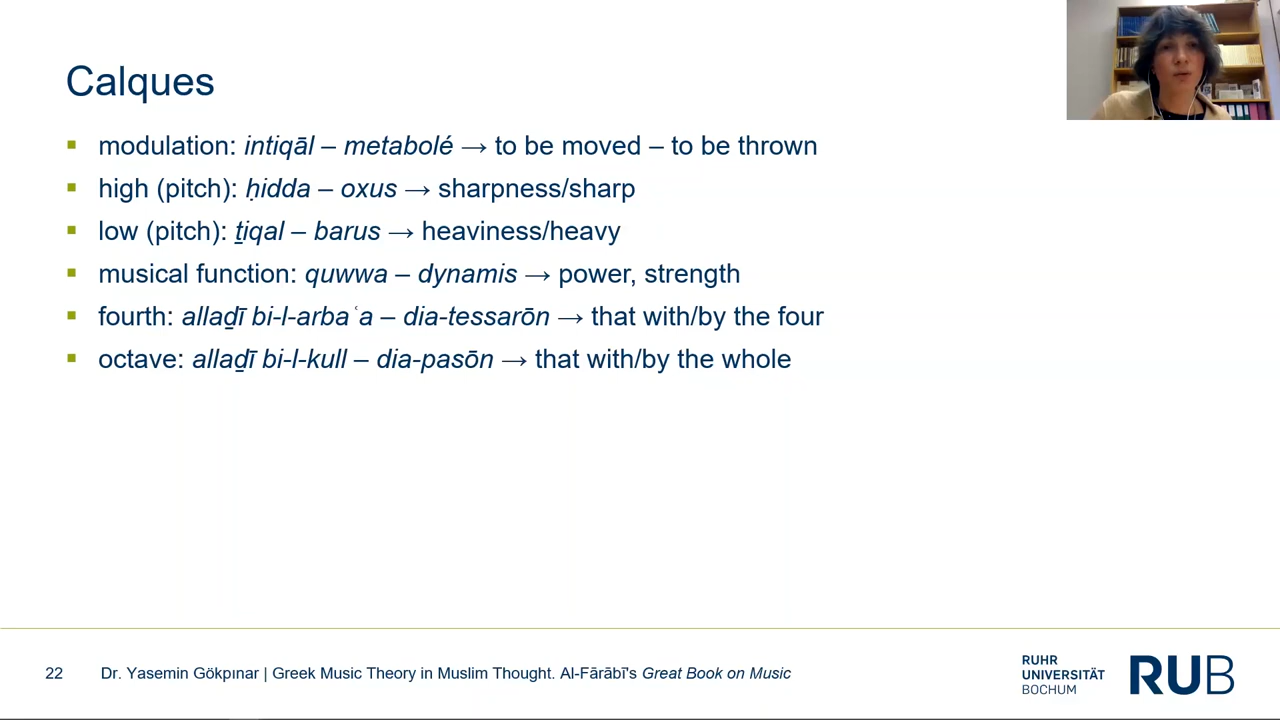 Calques
▪ modulation: intiqāl – metabolé → to be moved – to be thrown
▪ high (pitch): ḥidda – oxus → sharpness/sharp
▪ low (pitch): ṯiqal – barus → heaviness/heavy
▪ musical function: quwwa – dynamis → power, strength
▪ fourth: allaḏī bi-l-arbaʿa – dia-tessarōn → that with/by the four
▪ octave: allaḏī bi-l-kull – dia-pasōn → that with/by the whole
22 Dr. Yasemin Gökpınar | Greek Music Theory in Muslim Thought. Al-Fārābī's Great Book on Music
RUHR
UNIVERSITÄT
BOCHUM
RUB